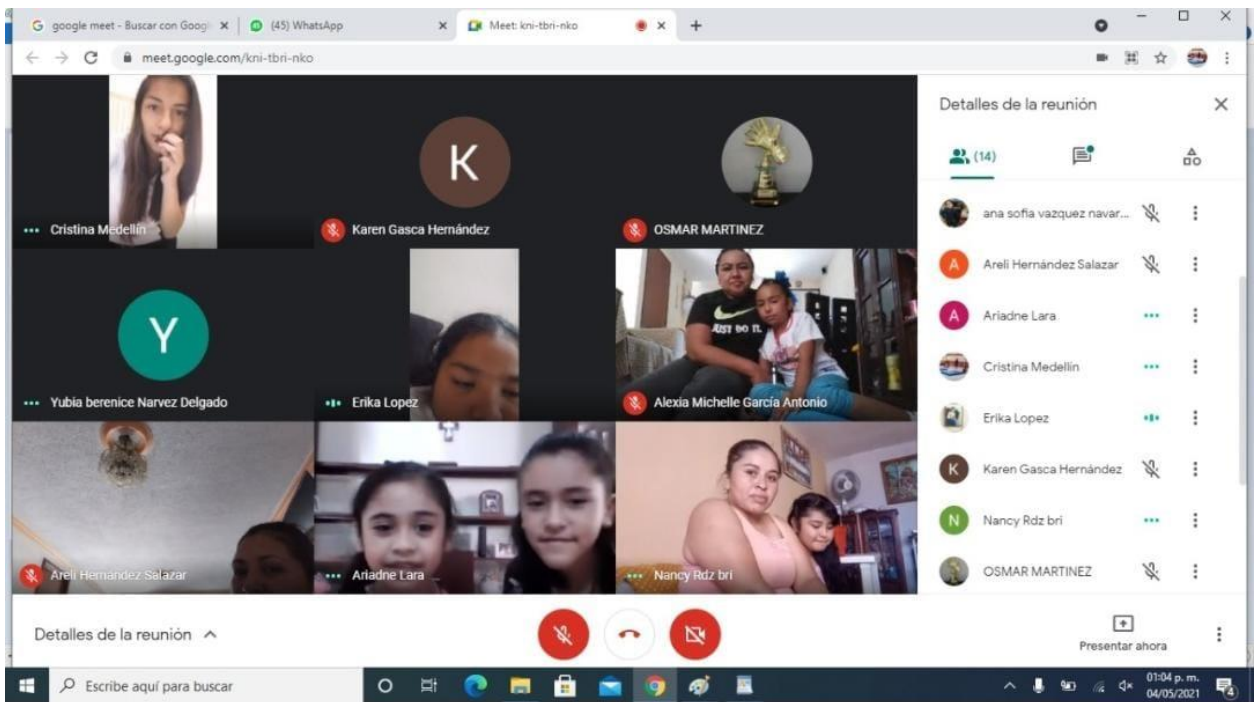 google meet - Buscar con Goog
(45) WhatsApp
Meet: kni-tbri-nko
meet.google.com/kni-tbri-nko
Detalles de la reunión
(14)
Cristina Medellín
K
Karen Gasca Hernández
OSMAR MARTINEZ
Y
Yubia berenice Narvez Delgado
Erika Lopez
JUST DO IT.
Alexia Michelle García Antonio
Areli Hernández Salazar
Ariadne Lara
Nancy Rdz bri
ana sofia vazquez navar...
A
Areli Hernández Salazar
A
Ariadne Lara
Cristina Medellín
Erika Lopez
K
Karen Gasca Hernández
N
Nancy Rdz bri
OSMAR MARTINEZ
Detalles de la reunión
Presentar ahora
Escribe aquí para buscar
01:04 p. m.
04/05/2021
4